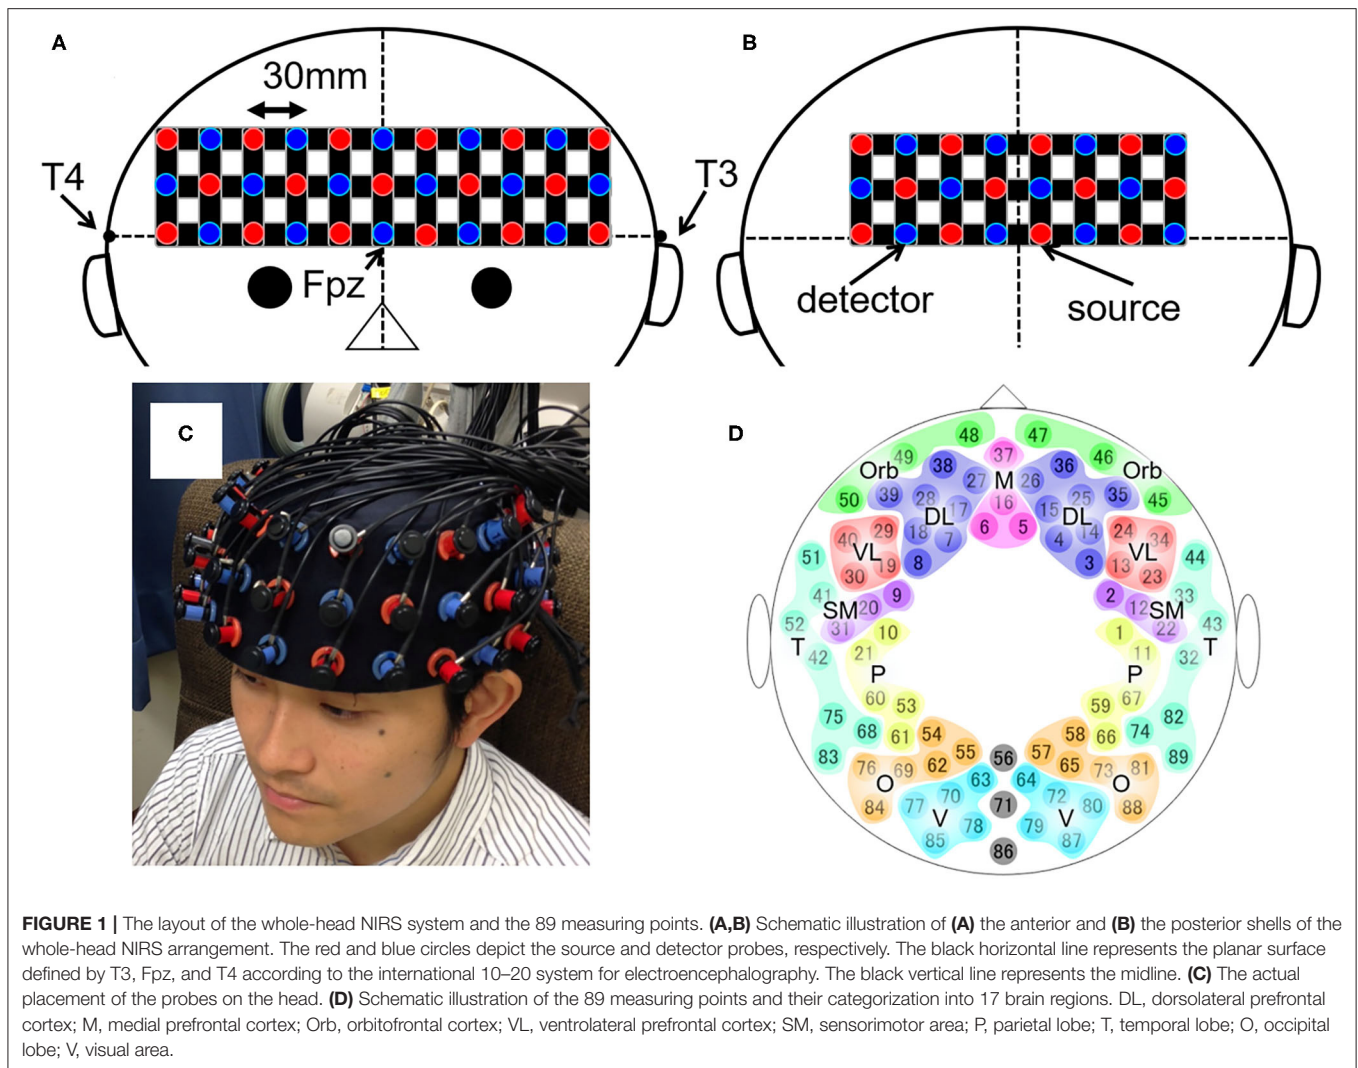 A
B
30mm
T4
T3
Fpz
detector
source
C
D
48 47
49 37 46
Orb 38 36 Orb
27 M 26
50 39 28 16 25 35 45
17 15
DL DL
40 29 18 7 6 5 4 14 24 34
VL VL
51 19 8 3 13 44
30 23
41 9 2 33
SM 20 12 SM
52 31 10 1 22 43
T 42 21 11 32 T
P P
60 67
75 53 59 82
68 61 54 58 66 74
83 55 56 57 89
76 69 62 65 73 81
O 63 64 O
84 77 70 71 72 80 88
V V
78 79
85 87
86
FIGURE 1 | The layout of the whole-head NIRS system and the 89 measuring points. (A,B) Schematic illustration of (A) the anterior and (B) the posterior shells of the
whole-head NIRS arrangement. The red and blue circles depict the source and detector probes, respectively. The black horizontal line represents the planar surface
defined by T3, Fpz, and T4 according to the international 10–20 system for electroencephalography. The black vertical line represents the midline. (C) The actual
placement of the probes on the head. (D) Schematic illustration of the 89 measuring points and their categorization into 17 brain regions. DL, dorsolateral prefrontal
cortex; M, medial prefrontal cortex; Orb, orbitofrontal cortex; VL, ventrolateral prefrontal cortex; SM, sensorimotor area; P, parietal lobe; T, temporal lobe; O, occipital
lobe; V, visual area.